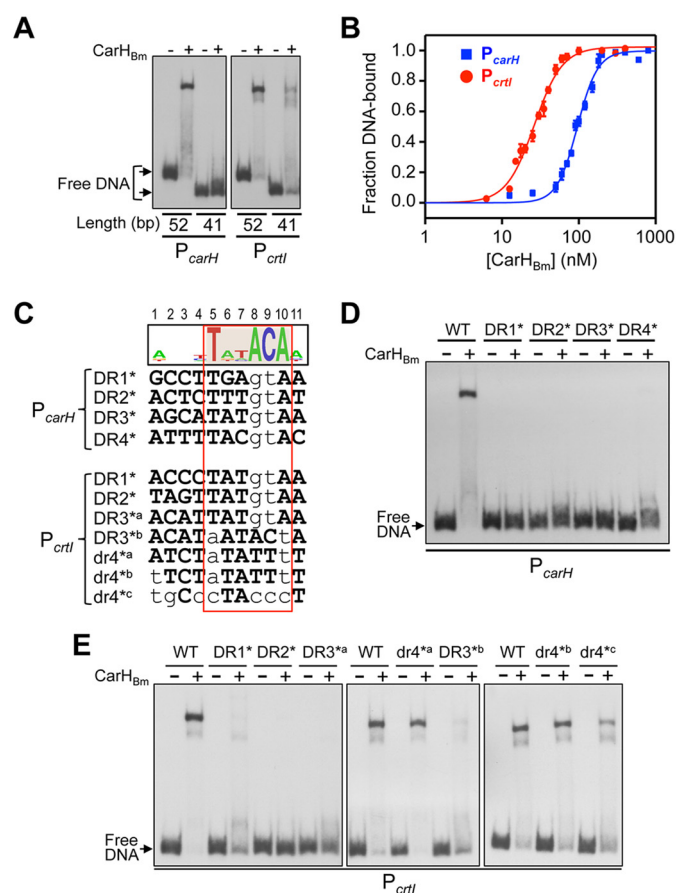 A
CarH_Bm - + - + - + - +
Free DNA
Length (bp) 52 41 52 41
P_carH P_crtI
B
P_carH
P_crtI
Fraction DNA-bound
1.0
0.8
0.6
0.4
0.2
0.0
1 10 100 1000
[CarH_Bm] (nM)
C
1 2 3 4 5 6 7 8 9 10 11
A T A T A C A A
P_carH
DR1* GCCTTGAgtAA
DR2* ACTCTTTgtAT
DR3* AGCATATgtAA
DR4* ATTTTACgtAC
P_crtI
DR1* ACCCTATgtAA
DR2* TAGTTATgtAA
DR3*a ACATTATgtAA
DR3*b ACATaATACtA
dr4*a ATCTaTATTtT
dr4*b tTCTaTATTtT
dr4*c tgCccTAcccT
D
WT DR1* DR2* DR3* DR4*
CarH_Bm - + - + - + - + - +
Free DNA
P_carH
E
WT DR1* DR2* DR3*a WT dr4*a DR3*b WT dr4*b dr4*c
CarH_Bm - + - + - + - + - + - + - + - + - + - +
Free DNA
P_crtI